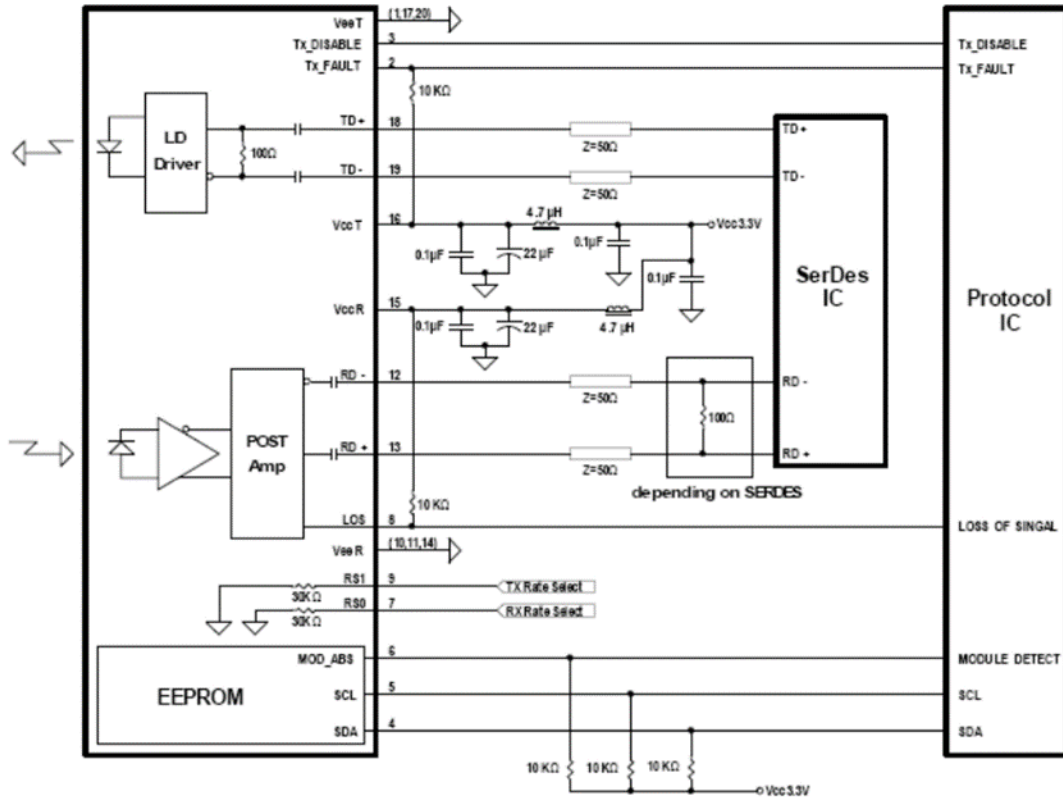 VeeT (1,17,20)
Tx_DISABLE 3 Tx_DISABLE
Tx_FAULT 2 Tx_FAULT
10 KΩ
LD
Driver
100Ω
TD+ 18 TD+
Z=50Ω
TD- 19 TD-
Z=50Ω
VccT 16 4.7 µH Vcc3.3V
0.1µF 22 µF 0.1µF
0.1µF
SerDes
IC
Protocol
IC
VccR 15
0.1µF 22 µF 4.7 µH
RD - 12 RD -
Z=50Ω
100Ω
POST
Amp
RD + 13 RD +
Z=50Ω
depending on SERDES
10 KΩ
LOS 8 LOSS OF SINGAL
VeeR (10,11,14)
RS1 9 TX Rate Select
30KΩ
RS0 7 RX Rate Select
30KΩ
MOD_ABS 6 MODULE DETECT
EEPROM
SCL 5 SCL
SDA 4 SDA
10 KΩ 10 KΩ 10 KΩ
Vcc3.3V